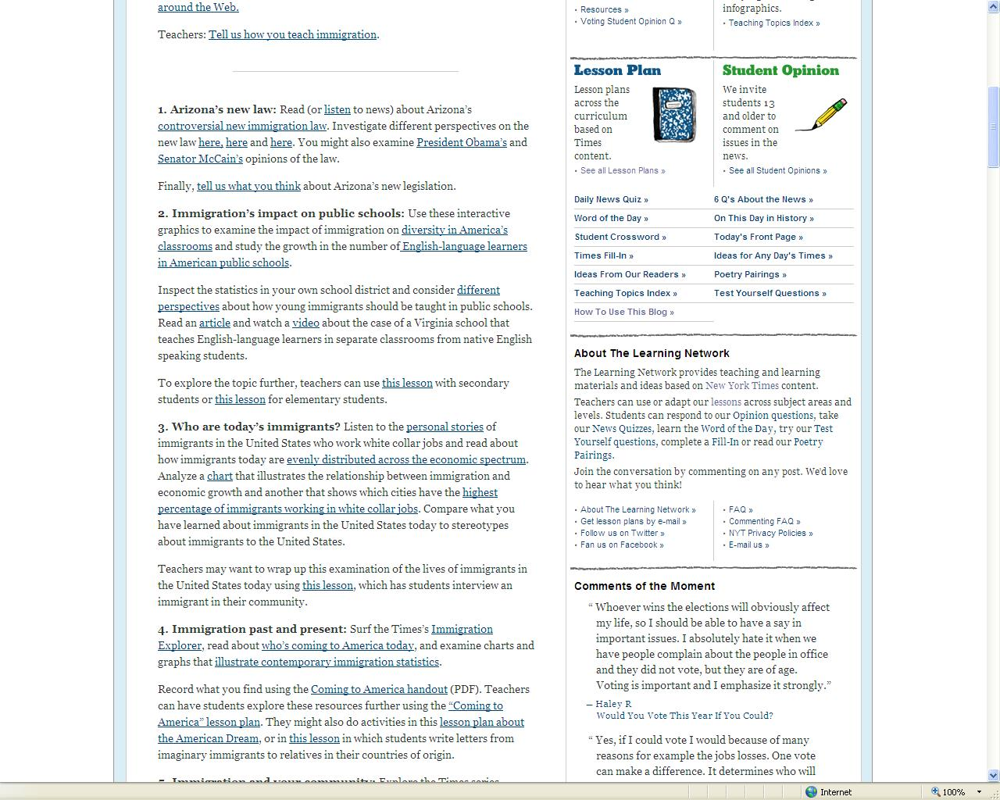 around the Web.
Teachers: Tell us how you teach immigration.
1. Arizona's new law: Read (or listen to news) about Arizona's
controversial new immigration law. Investigate different perspectives on the
new law here, here and here. You might also examine President Obama's and
Senator McCain's opinions of the law.
Finally, tell us what you think about Arizona's new legislation.
2. Immigration's impact on public schools: Use these interactive
graphics to examine the impact of immigration on diversity in America's
classrooms and study the growth in the number of English-language learners
in American public schools.
Inspect the statistics in your own school district and consider different
perspectives about how young immigrants should be taught in public schools.
Read an article and watch a video about the case of a Virginia school that
teaches English-language learners in separate classrooms from native English
speaking students.
To explore the topic further, teachers can use this lesson with secondary
students or this lesson for elementary students.
3. Who are today's immigrants? Listen to the personal stories of
immigrants in the United States who work white collar jobs and read about
how immigrants today are evenly distributed across the economic spectrum.
Analyze a chart that illustrates the relationship between immigration and
economic growth and another that shows which cities have the highest
percentage of immigrants working in white collar jobs. Compare what you
have learned about immigrants in the United States today to stereotypes
about immigrants to the United States.
Teachers may want to wrap up this examination of the lives of immigrants in
the United States today using this lesson, which has students interview an
immigrant in their community.
4. Immigration past and present: Surf the Times's Immigration
Explorer, read about who's coming to America today, and examine charts and
graphs that illustrate contemporary immigration statistics.
Record what you find using the Coming to America handout (PDF). Teachers
can have students explore these resources further using the "Coming to
America" lesson plan. They might also do activities in this lesson plan about
the American Dream, or in this lesson in which students write letters from
imaginary immigrants to relatives in their countries of origin.
5. Immigration and your community: Explore the Times series
• Resources »
• Voting Student Opinion Q »
infographics.
• Teaching Topics Index »
Lesson Plan
Lesson plans
across the
curriculum
based on
Times
content.
• See all Lesson Plans »
Student Opinion
We invite
students 13
and older to
comment on
issues in the
news.
• See all Student Opinions »
Daily News Quiz »
6 Q's About the News »
Word of the Day »
On This Day in History »
Student Crossword »
Today's Front Page »
Times Fill-In »
Ideas for Any Day's Times »
Ideas From Our Readers »
Poetry Pairings »
Teaching Topics Index »
Test Yourself Questions »
How To Use This Blog »
About The Learning Network
The Learning Network provides teaching and learning
materials and ideas based on New York Times content.
Teachers can use or adapt our lessons across subject areas and
levels. Students can respond to our Opinion questions, take
our News Quizzes, learn the Word of the Day, try our Test
Yourself questions, complete a Fill-In or read our Poetry
Pairings.
Join the conversation by commenting on any post. We'd love
to hear what you think!
• About The Learning Network »
• Get lesson plans by e-mail »
• Follow us on Twitter »
• Fan us on Facebook »
• FAQ »
• Commenting FAQ »
• NYT Privacy Policies »
• E-mail us »
Comments of the Moment
" Whoever wins the elections will obviously affect
my life, so I should be able to have a say in
important issues. I absolutely hate it when we
have people complain about the people in office
and they did not vote, but they are of age.
Voting is important and I emphasize it strongly."
— Haley R
Would You Vote This Year If You Could?
" Yes, if I could vote I would because of many
reasons for example the jobs losses. One vote
can make a difference. It determines who will
Internet
100%